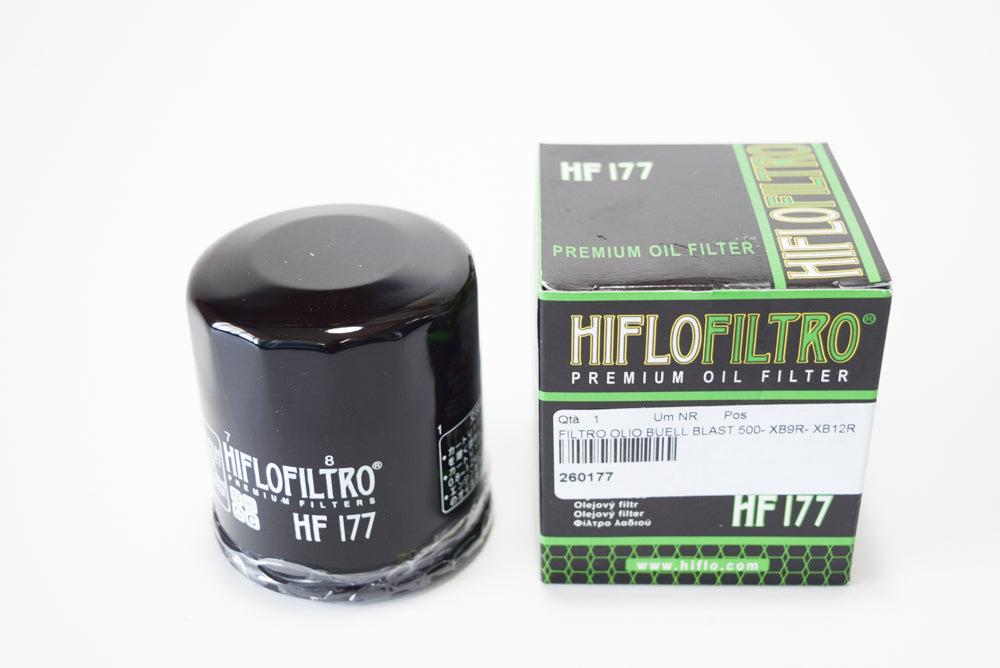 7
8
1
HIFLOFILTRO®
PREMIUM FILTERS
HF 177
HF 177
PREMIUM OIL FILTER
HIFLOFILTRO
HIFLOFILTRO®
PREMIUM OIL FILTER
Qtà 1 Um NR Pos
FILTRO OLIO BUELL BLAST 500- XB9R- XB12R
260177
Olejový filtr
Olejový filter
Φίλτρο λαδιού
HF 177
www.hiflo.com